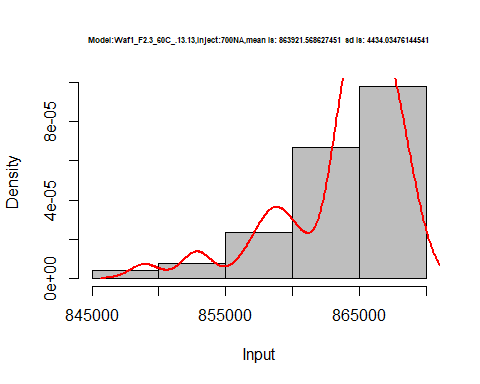 Model:Waf1_F2.3_60C_.13.13,Inject:700NA,mean is: 863921.568627451 sd is: 4434.03476144541
Density
0e+00
4e-05
8e-05
845000
855000
865000
Input